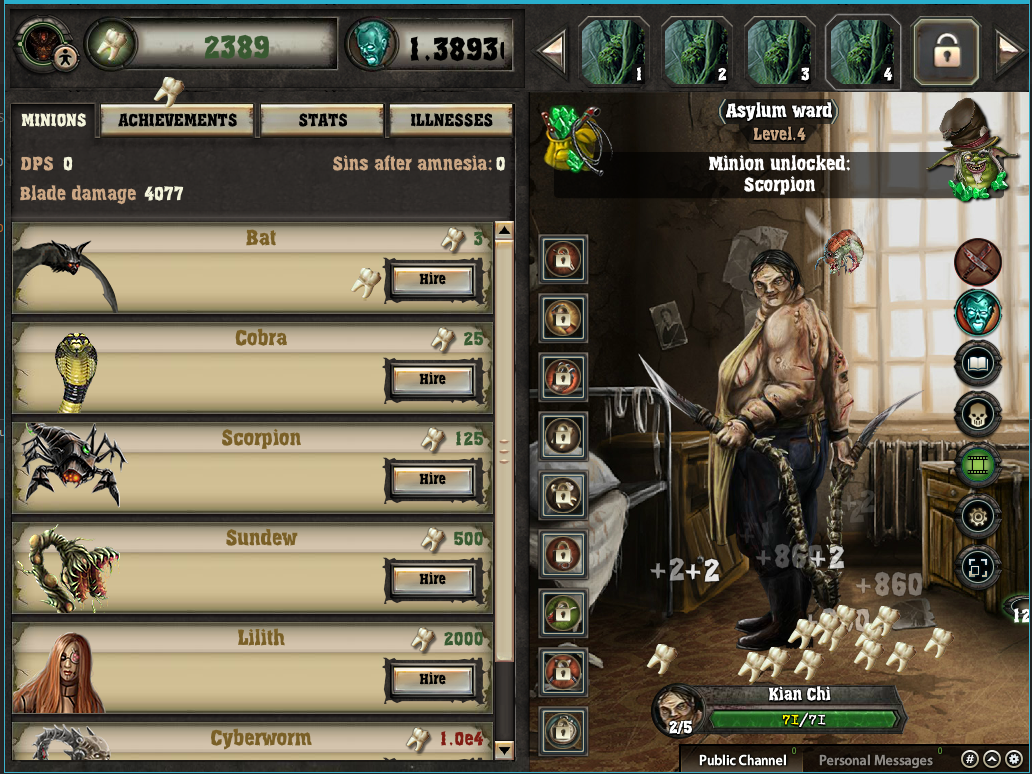 2389
1
2
3
4
MINIONS
ACHIEVEMENTS
STATS
ILLNESSES
DPS 0
Sins after amnesia: 0
Blade damage 4077
Asylum ward
Level.4
Minion unlocked:
Scorpion
Bat
3
Hire
Cobra
25
Hire
Scorpion
125
Hire
Sundew
500
Hire
Lilith
2000
Hire
Cyberworm
1.0e4
+2+2
+2
+860
12
Kian Chi
2/5
71/71
Public Channel 0
Personal Messages 0
#